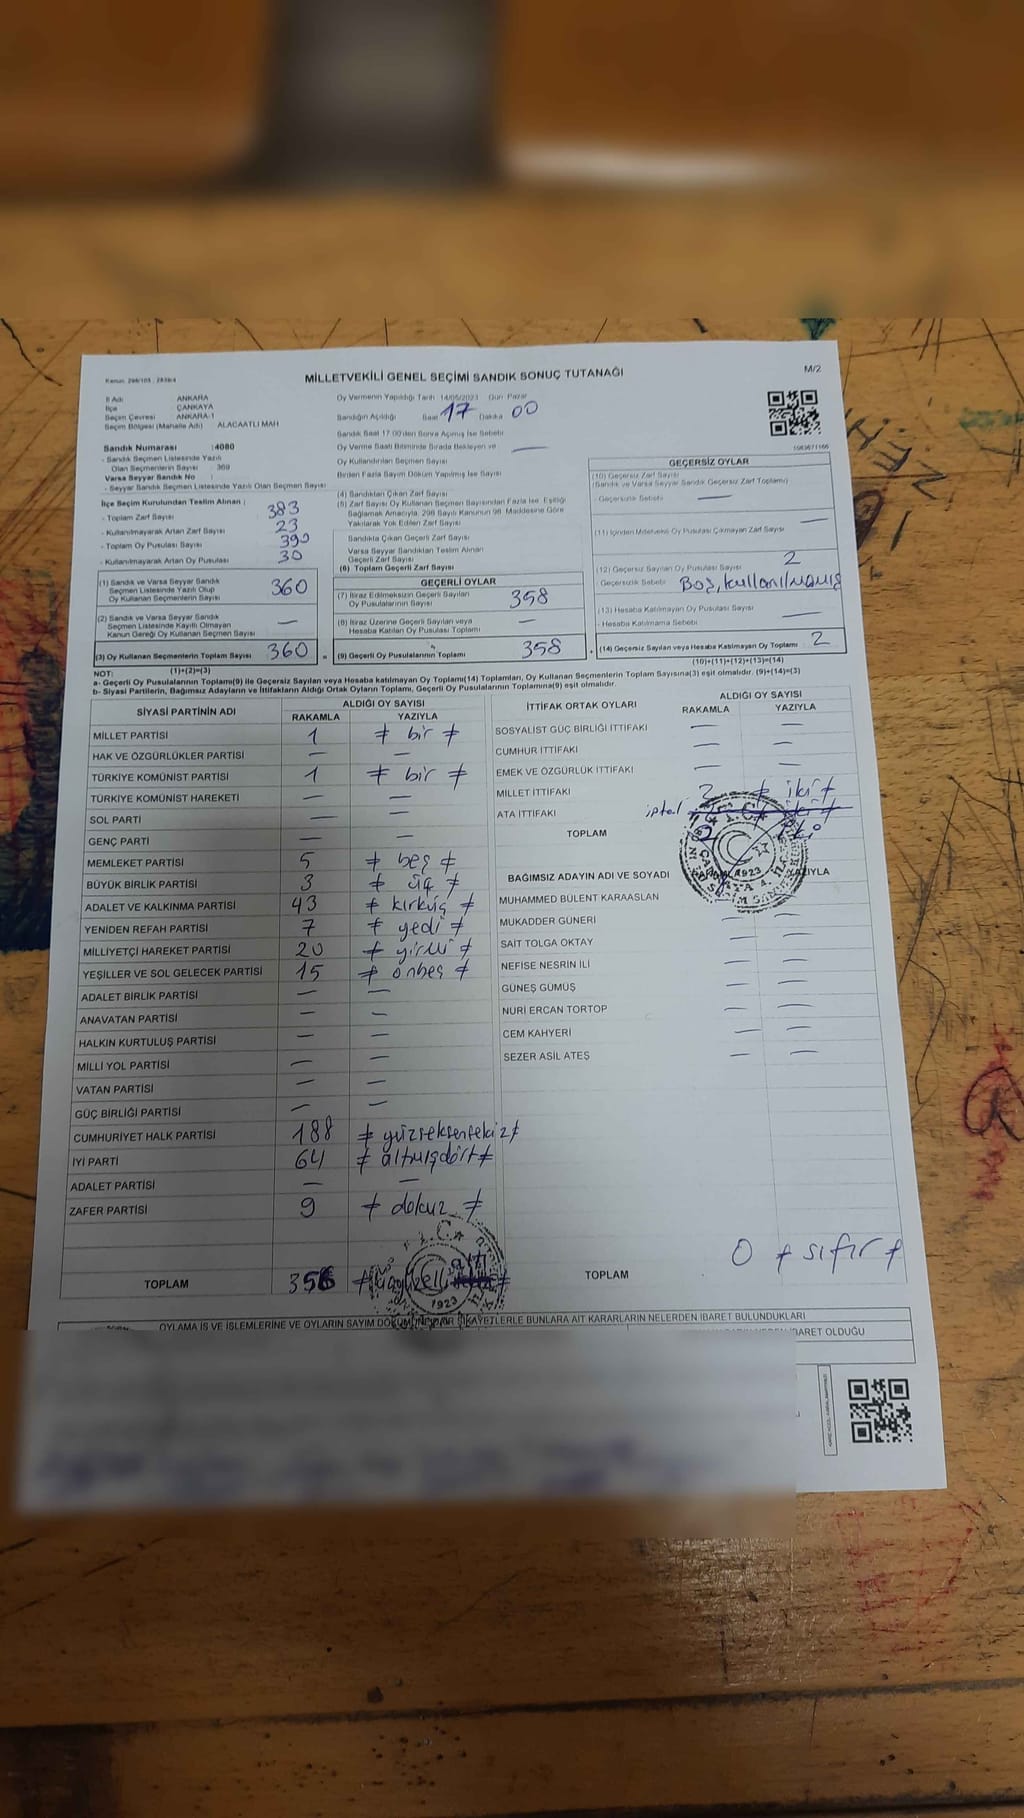 Kanun: 298/105 ; 2839/4
MİLLETVEKİLİ GENEL SEÇİMİ SANDIK SONUÇ TUTANAĞI
M/2
İl Adı : ANKARA
İlçe : ÇANKAYA
Seçim Çevresi : ANKARA-1
Seçim Bölgesi (Mahalle Adı) : ALACAATLI MAH
Oy Vermenin Yapıldığı Tarih: 14/05/2023 Gün: Pazar
Sandığın Açıldığı Saat 17 Dakika 00
Sandık Saat 17:00'den Sonra Açılmış İse Sebebi
Oy Verme Saati Bitiminde Sırada Bekleyen ve —
Oy Kullandırılan Seçmen Sayısı
Birden Fazla Sayım Döküm Yapılmış İse Sayısı
Sandık Numarası :4080
- Sandık Seçmen Listesinde Yazılı
Olan Seçmenlerin Sayısı : 369
Varsa Seyyar Sandık No :
- Seyyar Sandık Seçmen Listesinde Yazılı Olan Seçmen Sayısı :
İlçe Seçim Kurulundan Teslim Alınan :
- Toplam Zarf Sayısı 383
- Kullanılmayarak Artan Zarf Sayısı 23
- Toplam Oy Pusulası Sayısı 390
- Kullanılmayarak Artan Oy Pusulası 30
(1) Sandık ve Varsa Seyyar Sandık
Seçmen Listesinde Yazılı Olup
Oy Kullanan Seçmenlerin Sayısı 360
(2) Sandık ve Varsa Seyyar Sandık
Seçmen Listesinde Kayıtlı Olmayan
Kanun Gereği Oy Kullanan Seçmen Sayısı —
(3) Oy Kullanan Seçmenlerin Toplam Sayısı 360 =
(1)+(2)=(3)
(4) Sandıktan Çıkan Zarf Sayısı
(5) Zarf Sayısı Oy Kullanan Seçmen Sayısından Fazla İse, Eşitliği
Sağlamak Amacıyla, 298 Sayılı Kanunun 98. Maddesine Göre
Yakılarak Yok Edilen Zarf Sayısı
Sandıkta Çıkan Geçerli Zarf Sayısı
Varsa Seyyar Sandıktan Teslim Alınan
Geçerli Zarf Sayısı
(6) Toplam Geçerli Zarf Sayısı
GEÇERLİ OYLAR
(7) İtiraz Edilmeksizin Geçerli Sayılan
Oy Pusulalarının Sayısı 358
(8) İtiraz Üzerine Geçerli Sayılan veya
Hesaba Katılan Oy Pusulası Toplamı —
(9) Geçerli Oy Pusulalarının Toplamı 358 +
GEÇERSİZ OYLAR
(10) Geçersiz Zarf Sayısı
(Sandık ve Varsa Seyyar Sandık Geçersiz Zarf Toplamı)
- Geçersizlik Sebebi : —
(11) İçinden Milletvekili Oy Pusulası Çıkmayan Zarf Sayısı —
(12) Geçersiz Sayılan Oy Pusulası Sayısı 2
- Geçersizlik Sebebi : Boş, kullanılmamış
(13) Hesaba Katılmayan Oy Pusulası Sayısı —
- Hesaba Katılmama Sebebi :
(14) Geçersiz Sayılan veya Hesaba Katılmayan Oy Toplamı 2
(10)+(11)+(12)+(13)=(14)
NOT:
a- Geçerli Oy Pusulalarının Toplamı(9) ile Geçersiz Sayılan veya Hesaba Katılmayan Oy Toplamı(14) Toplamları, Oy Kullanan Seçmenlerin Toplam Sayısına(3) eşit olmalıdır. (9)+(14)=(3)
b- Siyasi Partilerin, Bağımsız Adayların ve İttifakların Aldığı Ortak Oyların Toplamı, Geçerli Oy Pusulalarının Toplamına(9) eşit olmalıdır.
SİYASİ PARTİNİN ADI ALDIĞI OY SAYISI
RAKAMLA YAZIYLA
MİLLET PARTİSİ 1 ≠ bir ≠
HAK VE ÖZGÜRLÜKLER PARTİSİ — —
TÜRKİYE KOMÜNİST PARTİSİ 1 ≠ bir ≠
TÜRKİYE KOMÜNİST HAREKETİ — —
SOL PARTİ — —
GENÇ PARTİ — —
MEMLEKET PARTİSİ 5 ≠ beş ≠
BÜYÜK BİRLİK PARTİSİ 3 ≠ üç ≠
ADALET VE KALKINMA PARTİSİ 43 ≠ kırküç ≠
YENİDEN REFAH PARTİSİ 7 ≠ yedi ≠
MİLLİYETÇİ HAREKET PARTİSİ 20 ≠ yirmi ≠
YEŞİLLER VE SOL GELECEK PARTİSİ 15 ≠ onbeş ≠
ADALET BİRLİK PARTİSİ — —
ANAVATAN PARTİSİ — —
HALKIN KURTULUŞ PARTİSİ — —
MİLLİ YOL PARTİSİ — —
VATAN PARTİSİ — —
GÜÇ BİRLİĞİ PARTİSİ — —
CUMHURİYET HALK PARTİSİ 188 ≠ yüzseksensekiz ≠
İYİ PARTİ 64 ≠ altmışdört ≠
ADALET PARTİSİ — —
ZAFER PARTİSİ 9 ≠ dokuz ≠
TOPLAM 356
İTTİFAK ORTAK OYLARI ALDIĞI OY SAYISI
RAKAMLA YAZIYLA
SOSYALİST GÜÇ BİRLİĞİ İTTİFAKI — —
CUMHUR İTTİFAKI — —
EMEK VE ÖZGÜRLÜK İTTİFAKI — —
MİLLET İTTİFAKI 2 ≠ iki ≠
ATA İTTİFAKI iptal
TOPLAM 2 iki
BAĞIMSIZ ADAYIN ADI VE SOYADI YAZIYLA
MUHAMMED BÜLENT KARAASLAN
MUKADDER GÜNERİ — —
SAİT TOLGA OKTAY — —
NEFİSE NESRİN İLİ — —
GÜNEŞ GÜMÜŞ — —
NURİ ERCAN TORTOP — —
CEM KAHYERİ — —
SEZER ASİL ATEŞ — —
TOPLAM 0 ≠ sıfır ≠
1923
1923
OYLAMA İŞ VE İŞLEMLERİNE VE OYLARIN SAYIM DÖKÜMÜNE DAİR ŞİKAYETLERLE BUNLARA AİT KARARLARIN NELERDEN İBARET BULUNDUKLARI
İBARET OLDUĞU